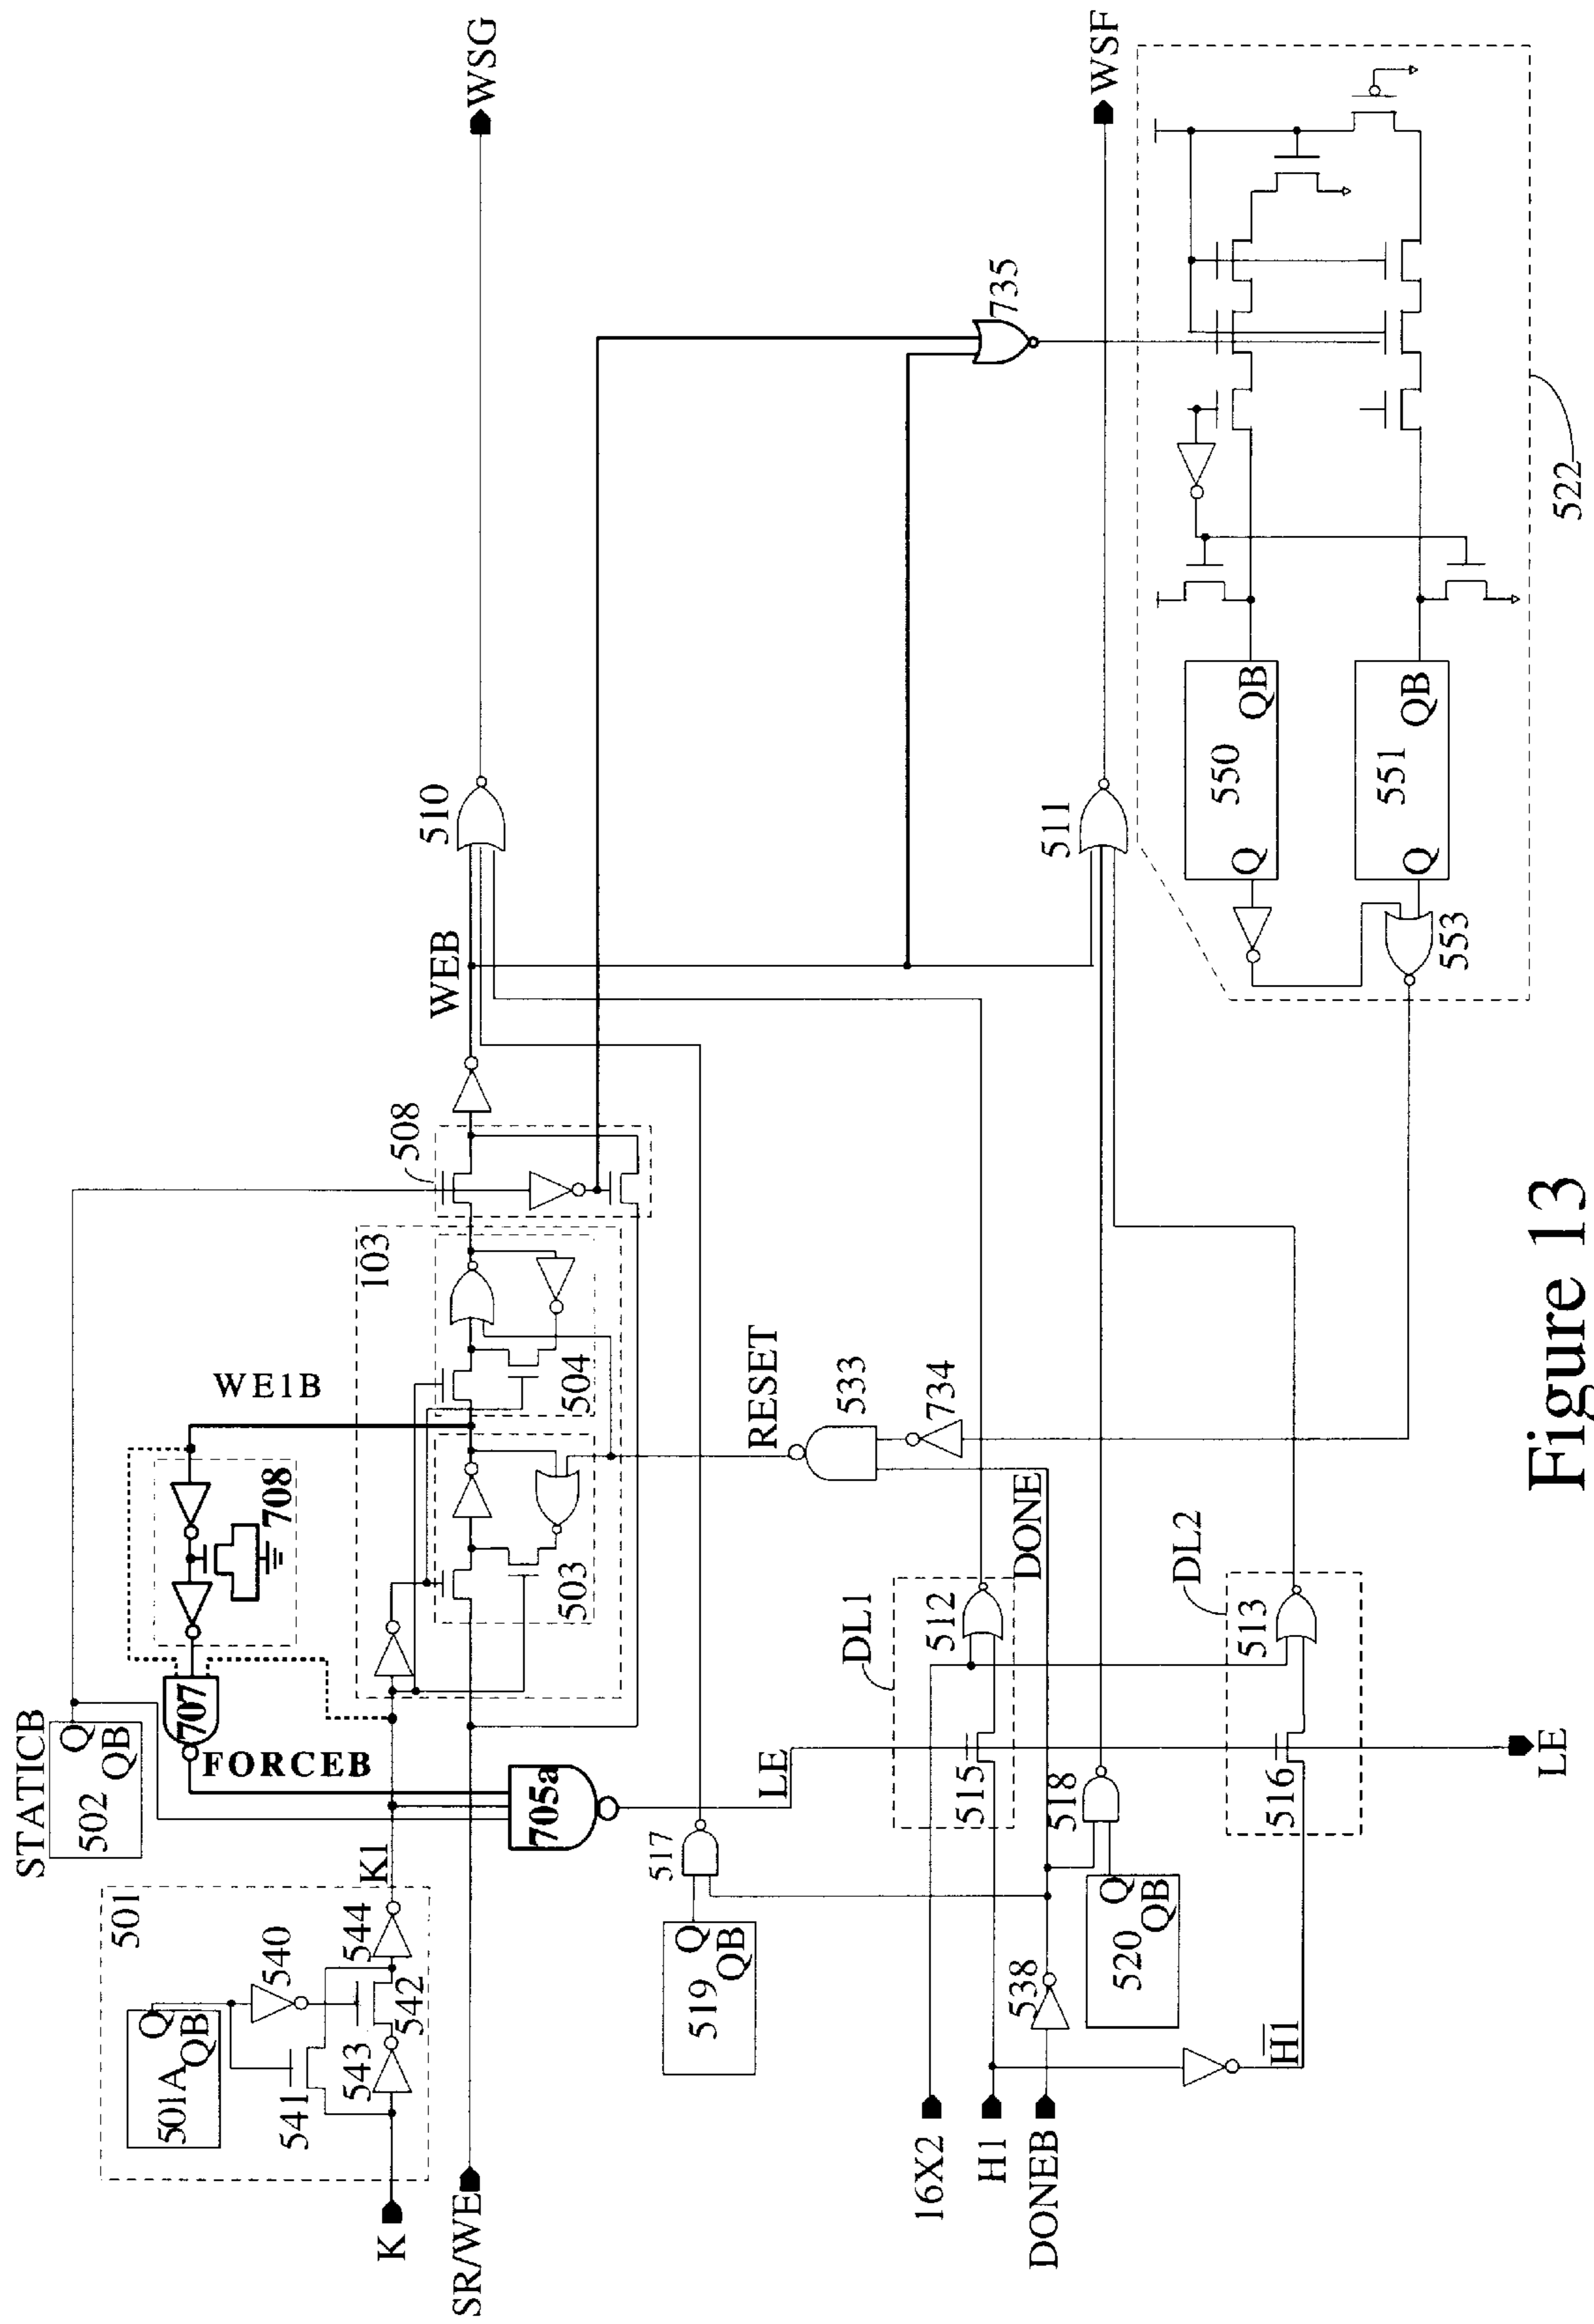 STATICB
502
Q
QB
501
501A
Q
QB
540
541
542
543
544
K
K1
SR/WE
FORCEB
707
705a
708
WE1B
103
503
504
508
WEB
510
WSG
519
Q
QB
517
LE
RESET
533
734
DONE
DL1
512
515
518
520
Q
QB
538
16X2
H1
DONEB
H1
DL2
513
516
LE
511
WSF
735
550
Q
QB
551
Q
QB
553
522
Figure 13